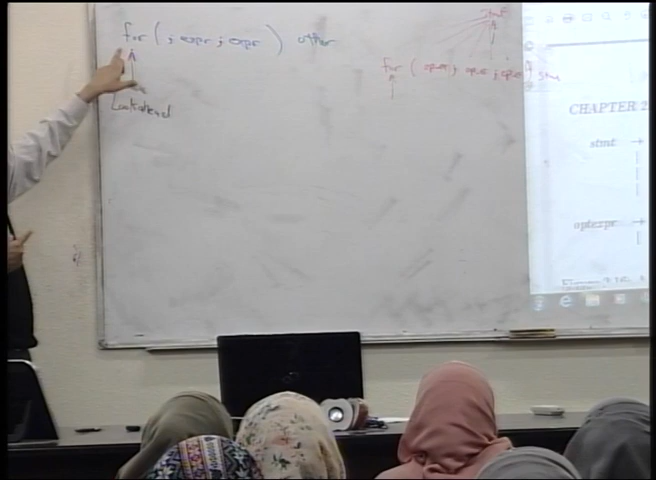 for ( ; expr ; expr ) other
Lookahead
stmt
for ( optexpr ; optexpr ; optexpr ) stmt
CHAPTER 2
stmt →
|
|
|
optexpr →
|